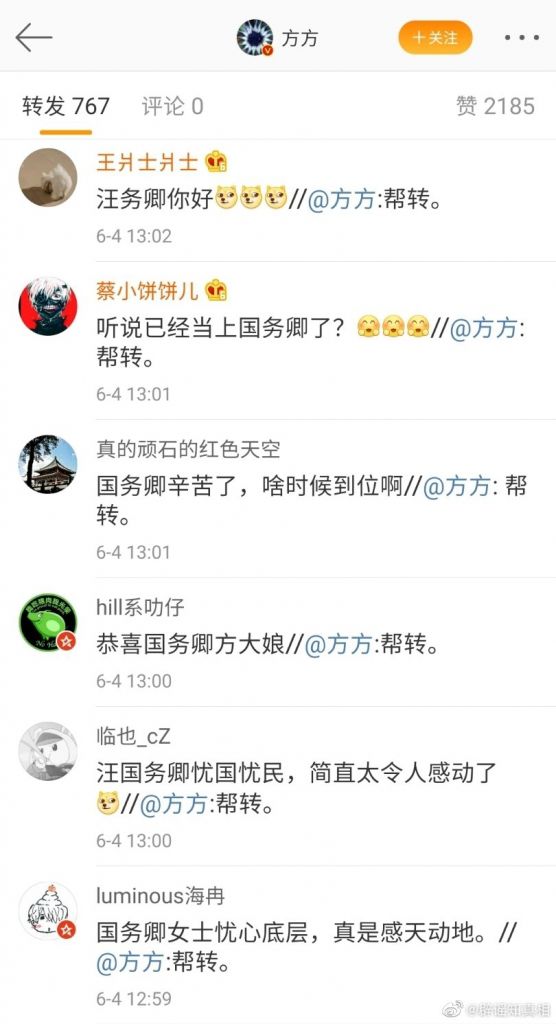 方方
+关注
转发 767
评论 0
赞 2185
王爿士爿士
汪务卿你好//@方方:帮转。
6-4 13:02
蔡小饼饼儿
听说已经当上国务卿了？//@方方:
帮转。
6-4 13:01
真的顽石的红色天空
国务卿辛苦了，啥时候到位啊//@方方: 帮
转。
6-4 13:01
hill系叻仔
恭喜国务卿方大娘//@方方:帮转。
6-4 13:00
临也_cZ
汪国务卿忧国忧民，简直太令人感动了
//@方方:帮转。
6-4 13:00
luminous海冉
国务卿女士忧心底层，真是感天动地。//
@方方:帮转。
6-4 12:59
@辟谣知真相